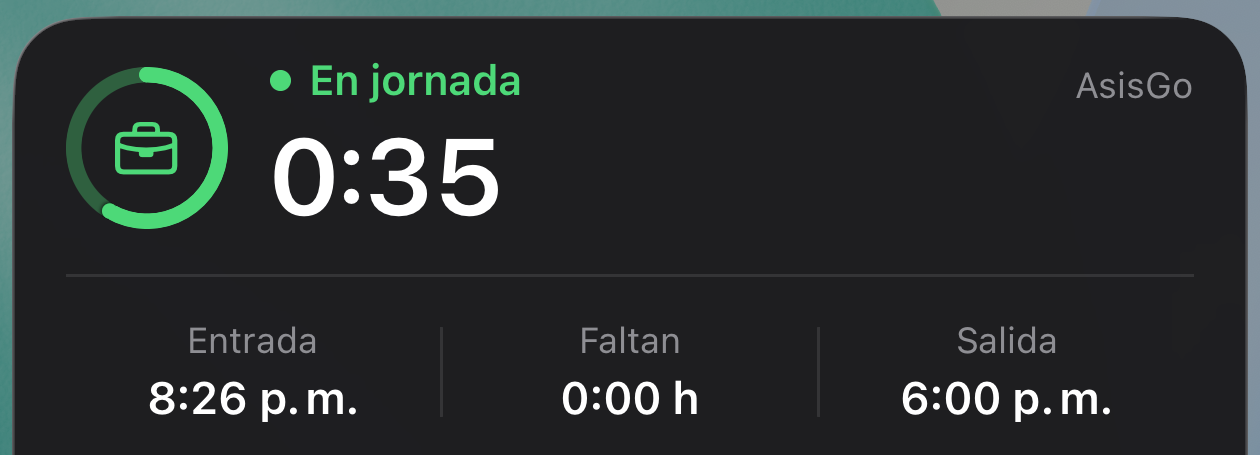 En jornada
AsisGo
0:35
Entrada
Faltan
Salida
8:26 p. m.
0:00 h
6:00 p. m.